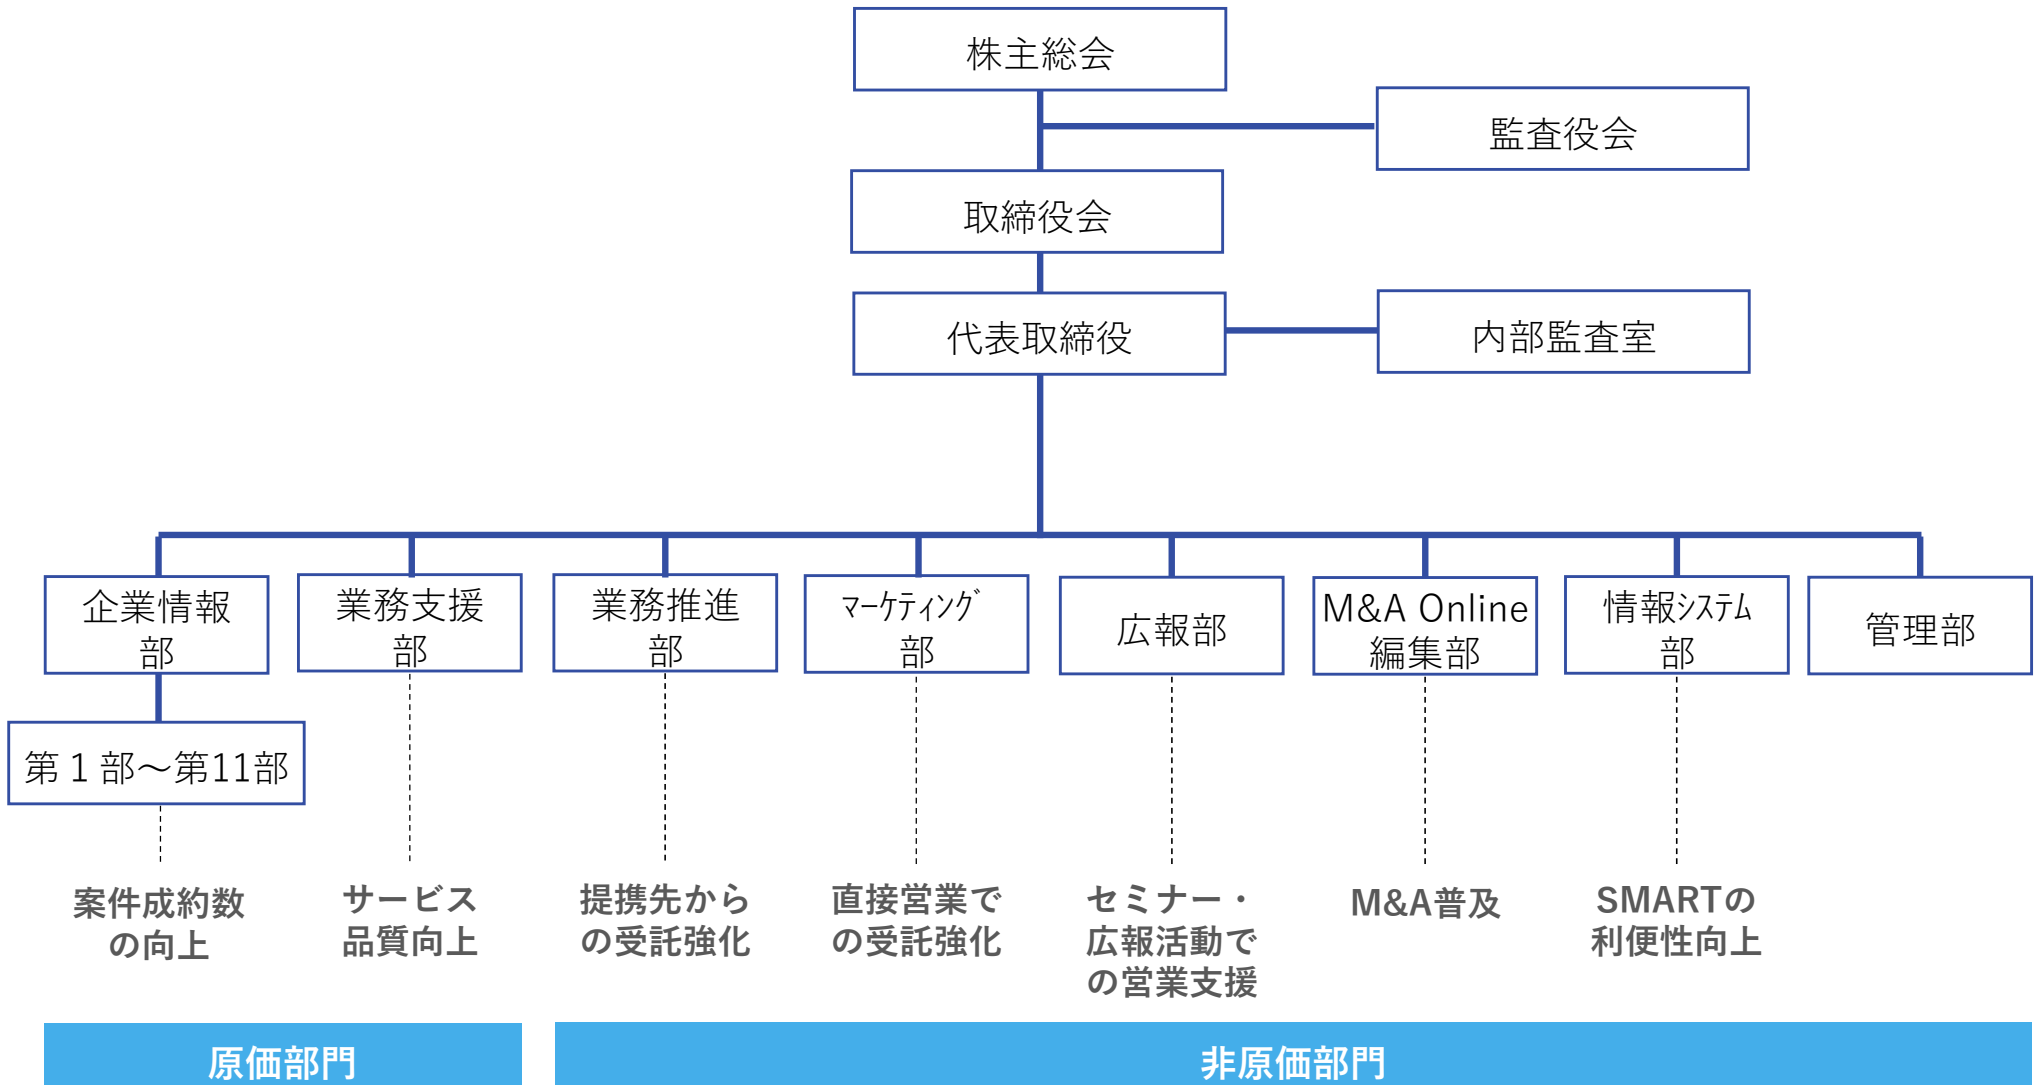 株主総会
監査役会
取締役会
代表取締役
内部監査室
企業情報
部
業務支援
部
業務推進
部
ﾏｰｹﾃｨﾝｸﾞ
部
広報部
M&A Online
編集部
情報ｼｽﾃﾑ
部
管理部
第１部～第11部
案件成約数
の向上
サービス
品質向上
提携先から
の受託強化
直接営業で
の受託強化
セミナー・
広報活動で
の営業支援
M&A普及
SMARTの
利便性向上
原価部門
非原価部門